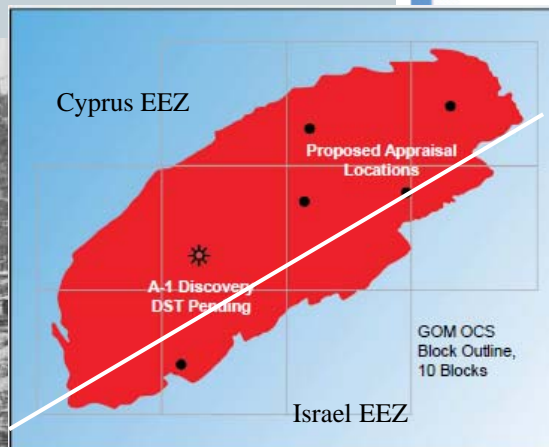 Cyprus EEZ
Proposed Appraisal
Locations
A-1 Discovery
DST Pending
GOM OCS
Block Outline,
10 Blocks
Israel EEZ